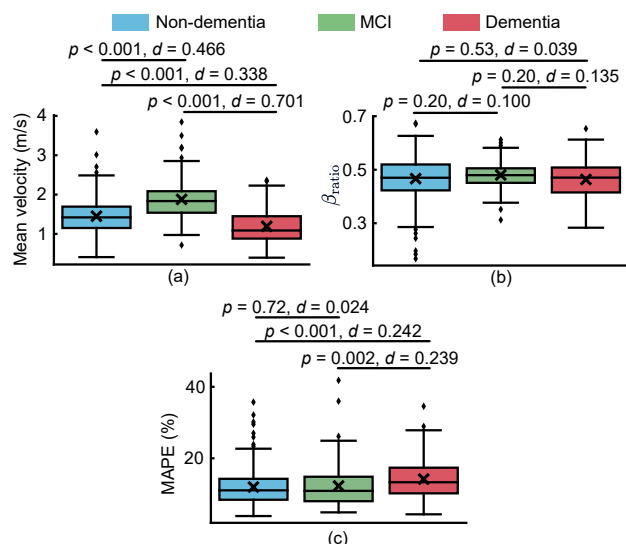 Non-dementia MCI Dementia
p < 0.001, d = 0.466
p < 0.001, d = 0.338
p < 0.001, d = 0.701
Mean velocity (m/s)
4
3
2
1
(a)
p = 0.53, d = 0.039
p = 0.20, d = 0.135
p = 0.20, d = 0.100
βratio
0.7
0.5
0.3
(b)
p = 0.72, d = 0.024
p < 0.001, d = 0.242
p = 0.002, d = 0.239
MAPE (%)
40
20
(c)